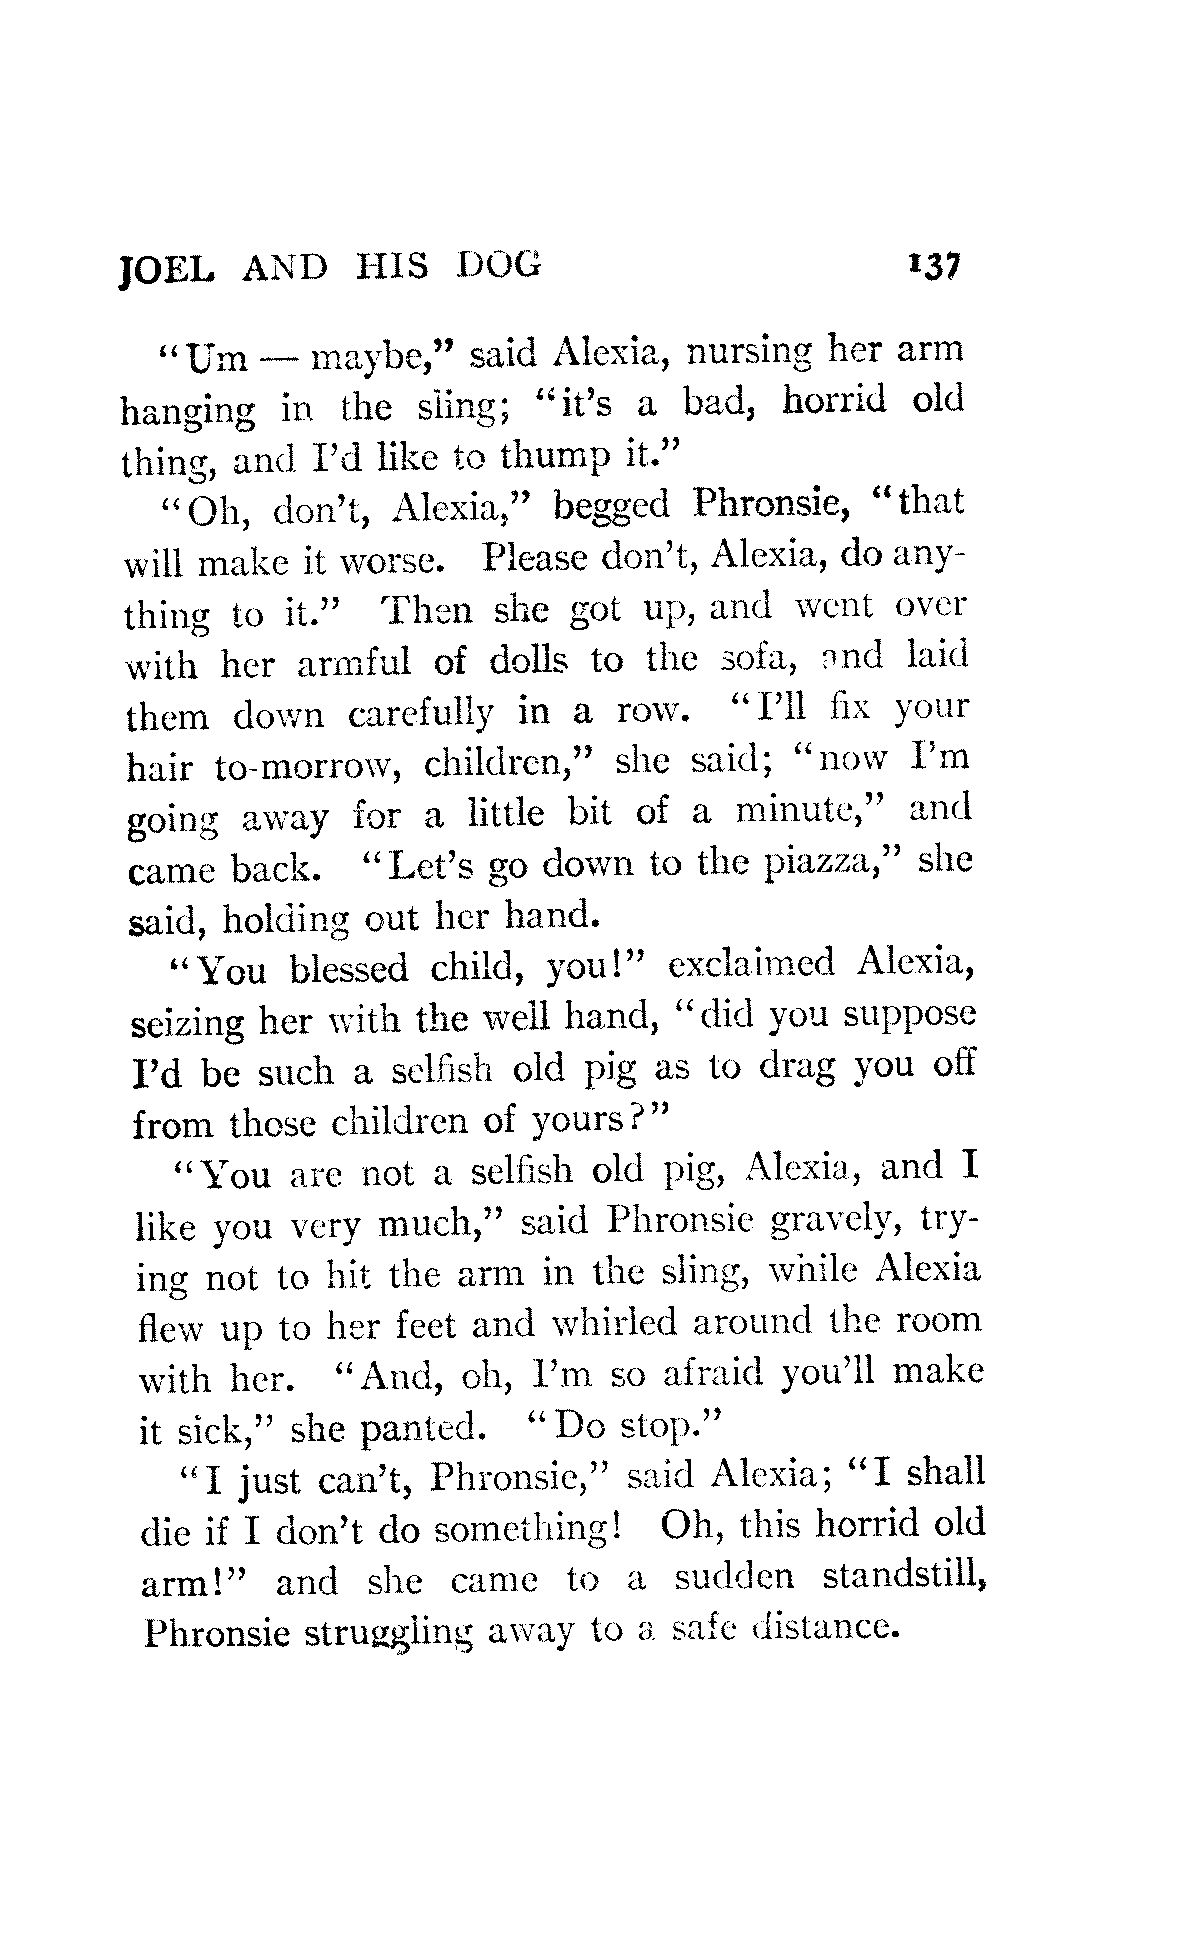 JOEL AND HIS DOG 137
"Um — maybe," said Alexia, nursing her arm
hanging in the sling; "it's a bad, horrid old
thing, and I'd like to thump it."
"Oh, don't, Alexia," begged Phronsie, "that
will make it worse. Please don't, Alexia, do any-
thing to it." Then she got up, and went over
with her armful of dolls to the sofa, and laid
them down carefully in a row. "I'll fix your
hair to-morrow, children," she said; "now I'm
going away for a little bit of a minute," and
came back. "Let's go down to the piazza," she
said, holding out her hand.
"You blessed child, you!" exclaimed Alexia,
seizing her with the well hand, "did you suppose
I'd be such a selfish old pig as to drag you off
from those children of yours?"
"You are not a selfish old pig, Alexia, and I
like you very much," said Phronsie gravely, try-
ing not to hit the arm in the sling, while Alexia
flew up to her feet and whirled around the room
with her. "And, oh, I'm so afraid you'll make
it sick," she panted. "Do stop."
"I just can't, Phronsie," said Alexia; "I shall
die if I don't do something! Oh, this horrid old
arm!" and she came to a sudden standstill,
Phronsie struggling away to a safe distance.